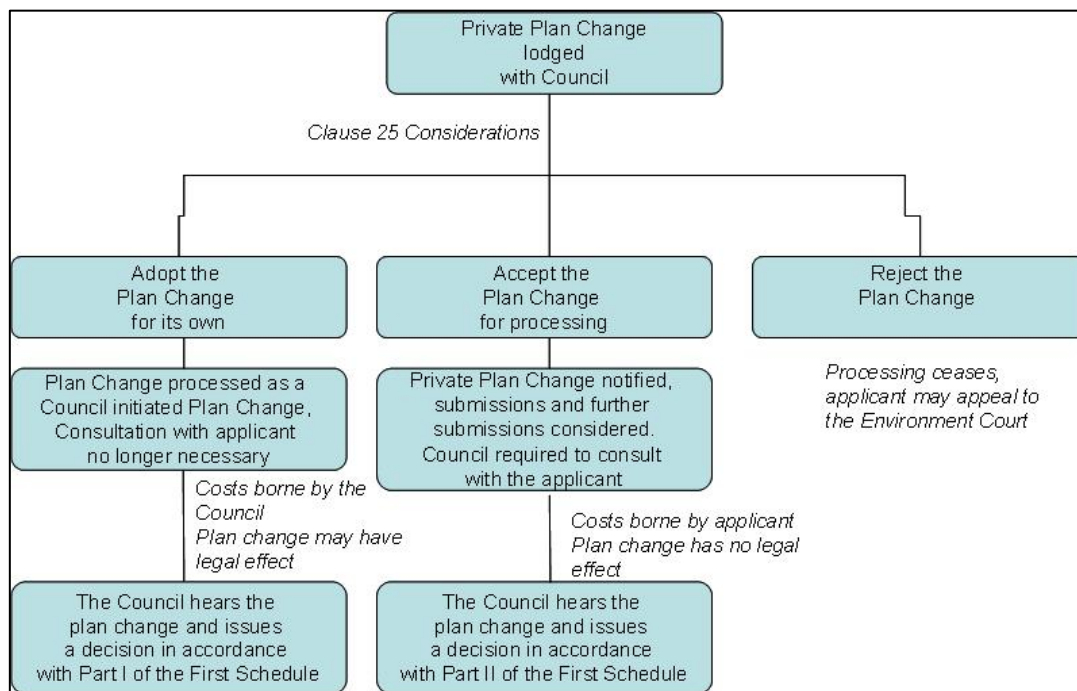 Private Plan Change
lodged
with Council
Clause 25 Considerations
Adopt the
Plan Change
for its own
Accept the
Plan Change
for processing
Reject the
Plan Change
Plan Change processed as a
Council initiated Plan Change,
Consultation with applicant
no longer necessary
Private Plan Change notified,
submissions and further
submissions considered.
Council required to consult
with the applicant
Processing ceases,
applicant may appeal to
the Environment Court
Costs borne by the
Council
Plan change may have
legal effect
Costs borne by applicant
Plan change has no legal
effect
The Council hears the
plan change and issues
a decision in accordance
with Part I of the First Schedule
The Council hears the
plan change and issues
a decision in accordance
with Part II of the First Schedule